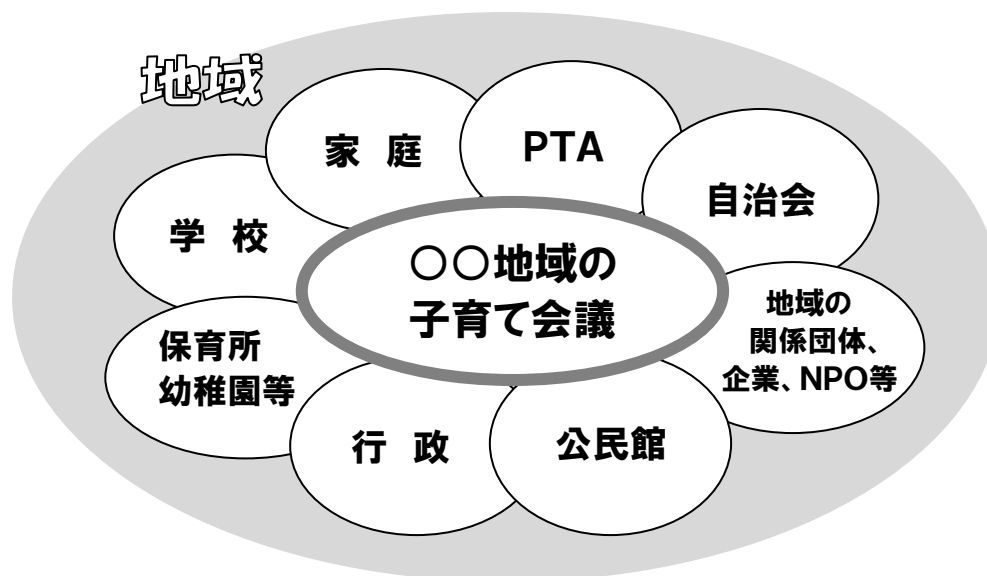 地域
家 庭
PTA
自治会
学 校
〇〇地域の
子育て会議
地域の
関係団体、
企業、NPO等
保育所
幼稚園等
行 政
公民館